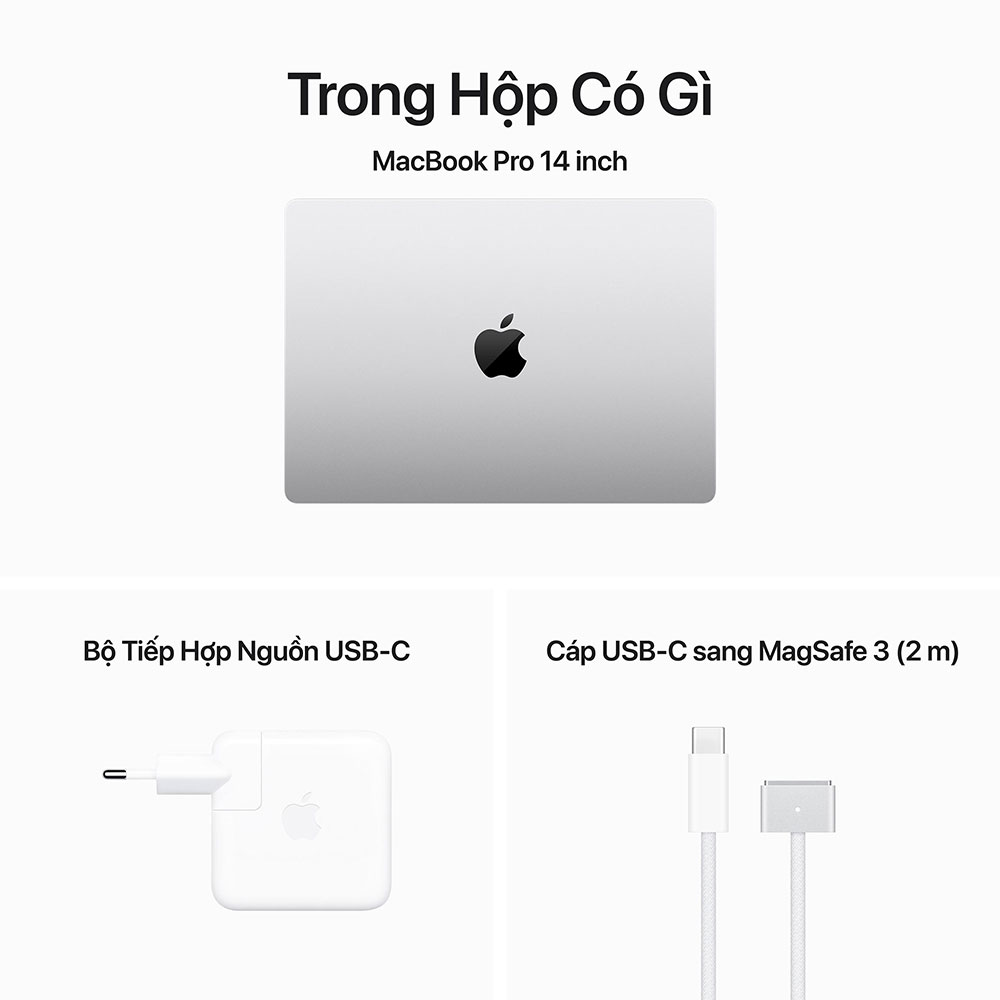 Trong Hộp Có Gì
MacBook Pro 14 inch
Bộ Tiếp Hợp Nguồn USB-C
Cáp USB-C sang MagSafe 3 (2 m)